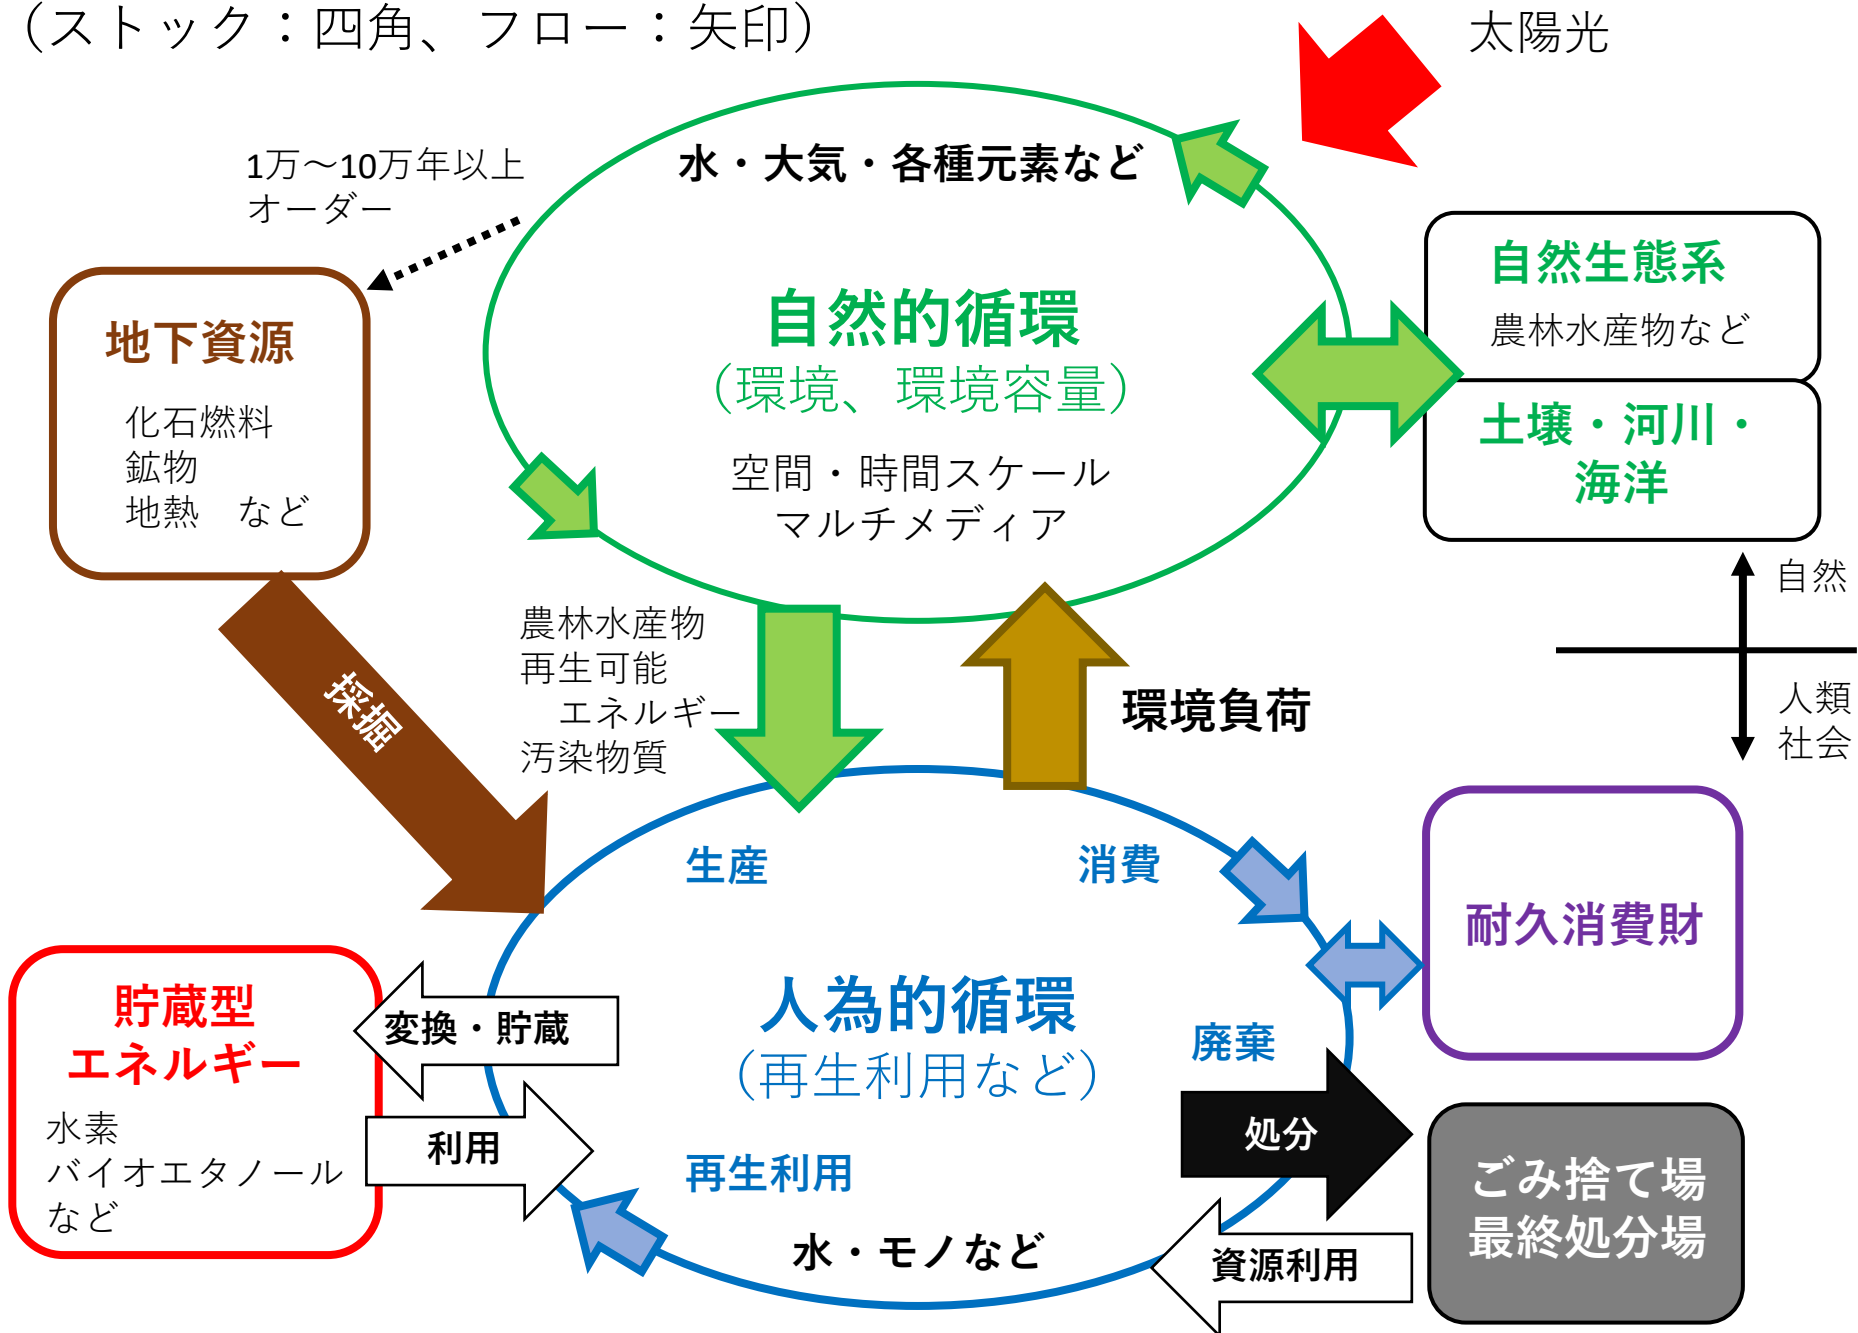 （ストック：四角、フロー：矢印）
太陽光
1万～10万年以上
オーダー
水・大気・各種元素など
自然的循環
（環境、環境容量）
空間・時間スケール
マルチメディア
自然生態系
農林水産物など
土壌・河川・
海洋
地下資源
化石燃料
鉱物
地熱　など
自然
人類
社会
採掘
農林水産物
再生可能
エネルギー
汚染物質
環境負荷
生産
消費
耐久消費財
人為的循環
（再生利用など）
廃棄
貯蔵型
エネルギー
水素
バイオエタノール
など
変換・貯蔵
利用
再生利用
水・モノなど
処分
資源利用
ごみ捨て場
最終処分場